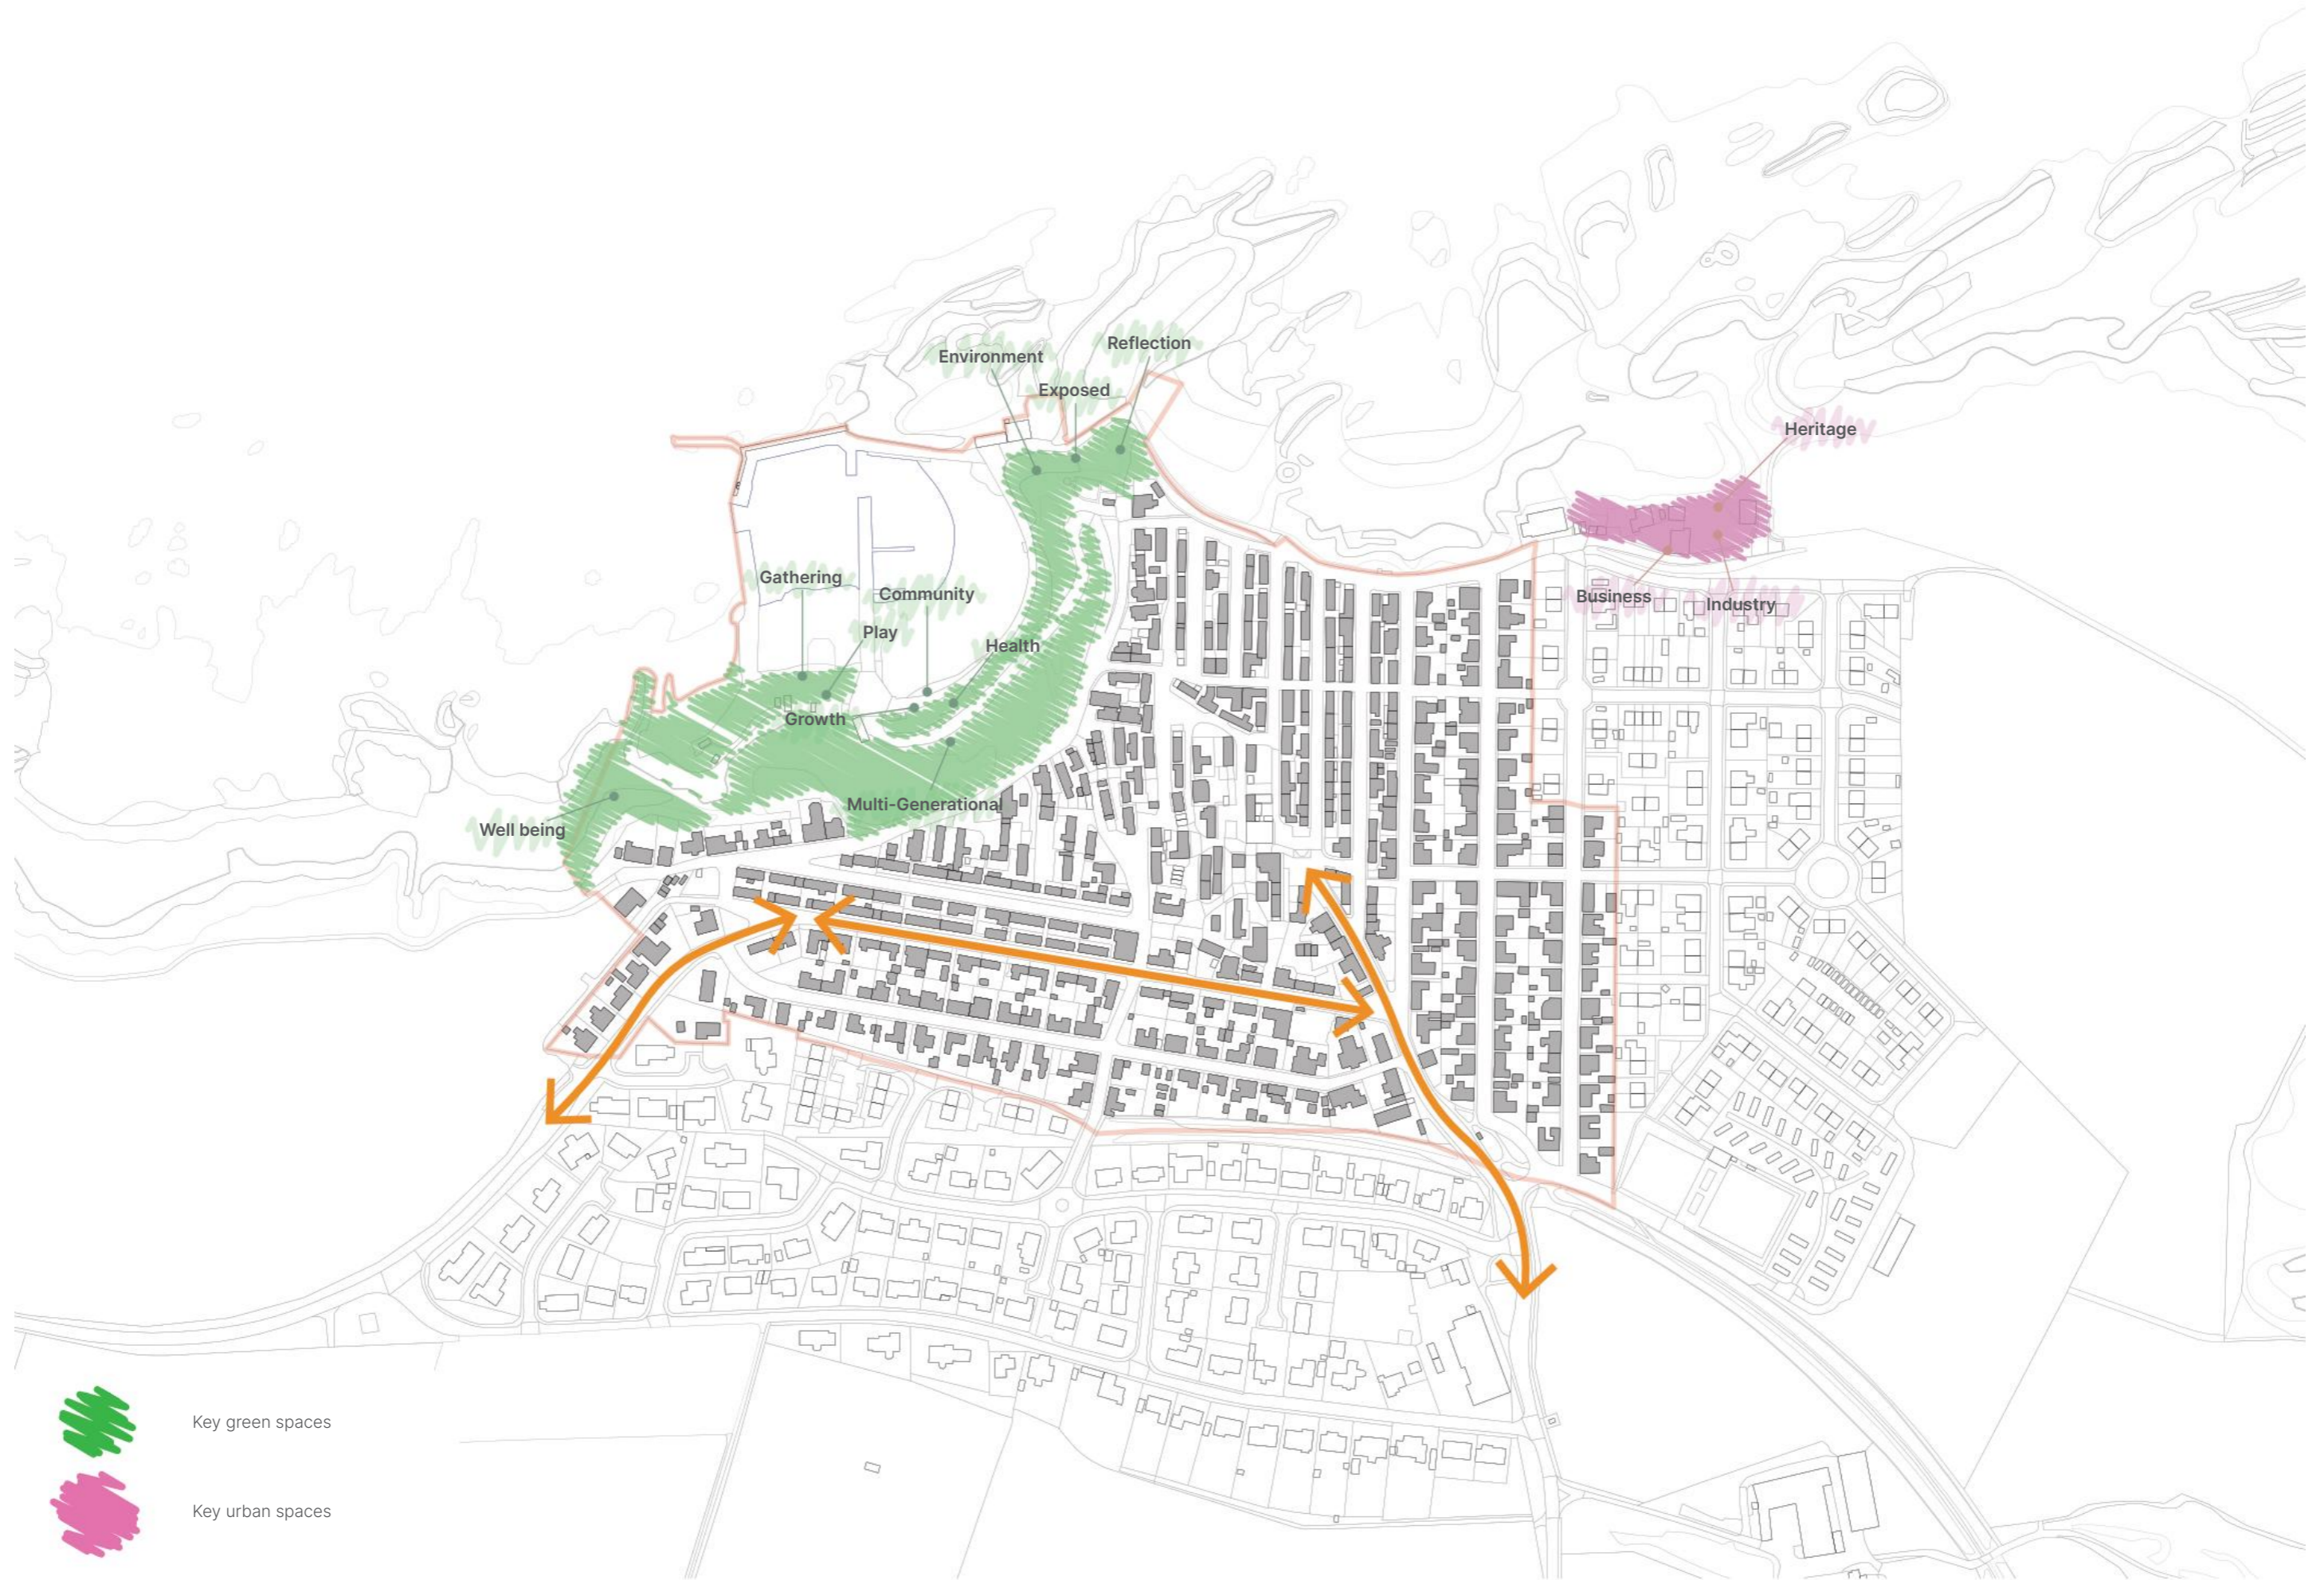 Reflection
Environment
Exposed
Heritage
Gathering
Community
Business
Industry
Play
Health
Growth
Multi-Generational
Well being
Key green spaces
Key urban spaces